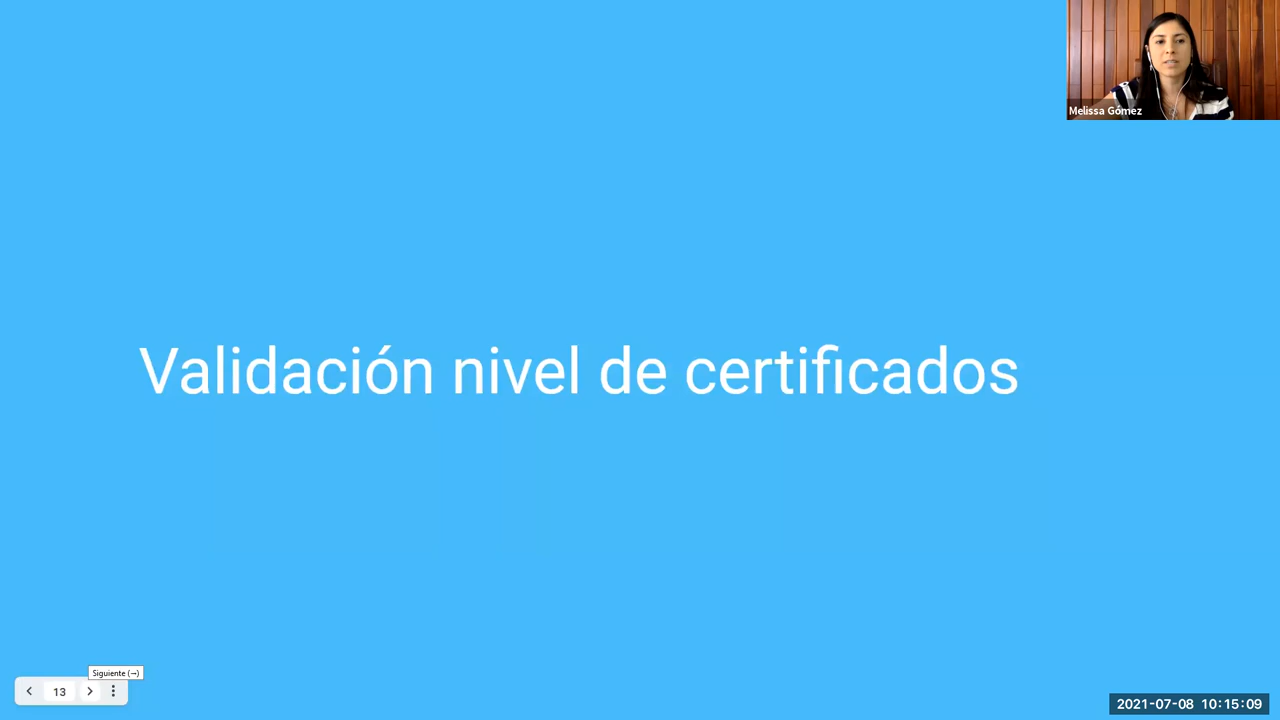 Melissa Gómez
Validación nivel de certificados
Siguiente (→)
13
2021-07-08 10:15:09